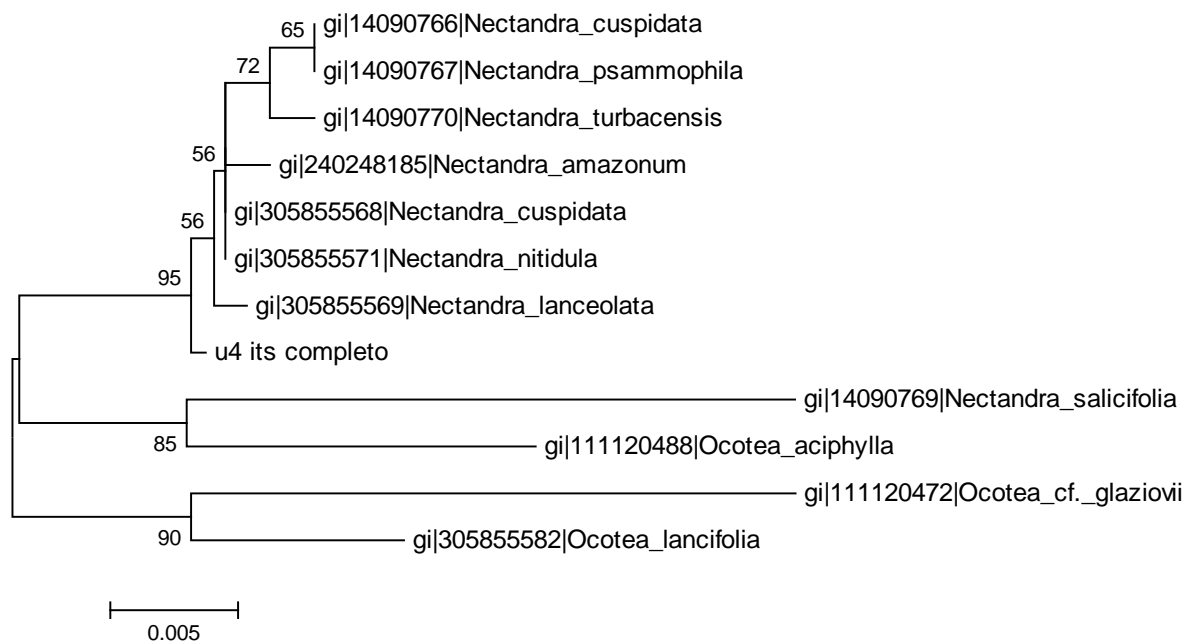 65
gi|14090766|Nectandra_cuspidata
72
gi|14090767|Nectandra_psammophila
gi|14090770|Nectandra_turbacensis
56
gi|240248185|Nectandra_amazonum
56
gi|305855568|Nectandra_cuspidata
gi|305855571|Nectandra_nitidula
95
gi|305855569|Nectandra_lanceolata
u4 its completo
gi|14090769|Nectandra_salicifolia
85
gi|111120488|Ocotea_aciphylla
gi|111120472|Ocotea_cf._glaziovii
90
gi|305855582|Ocotea_lancifolia
0.005